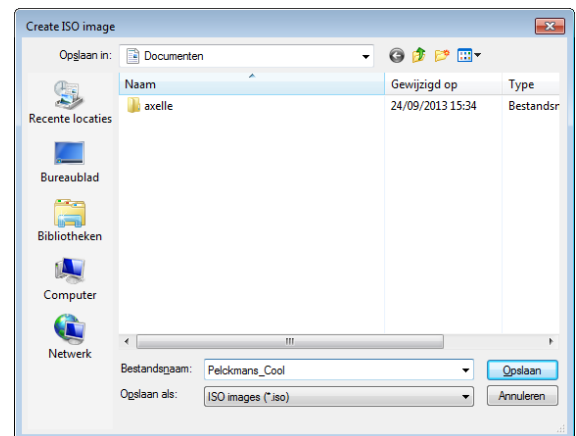 Create ISO image
Opslaan in:
Documenten
Naam
Gewijzigd op
Type
axelle
24/09/2013 15:34
Bestandsr
Recente locaties
Bureaublad
Bibliotheken
Computer
Netwerk
Bestandsnaam:
Pelckmans_Cool
Opslaan
Opslaan als:
ISO images (*.iso)
Annuleren